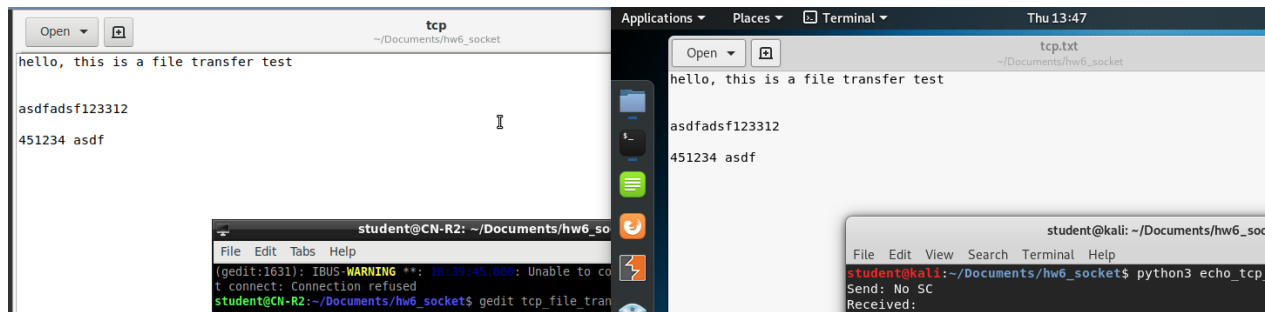 Open
tcp
~/Documents/hw6_socket
hello, this is a file transfer test
asdfadsf123312
451234 asdf
student@CN-R2: ~/Documents/hw6_so
File Edit Tabs Help
(gedit:1631): IBUS-WARNING **: 10:39:45.600: Unable to co
t connect: Connection refused
student@CN-R2:~/Documents/hw6_socket$ gedit tcp_file_tran
Applications Places Terminal Thu 13:47
Open
tcp.txt
~/Documents/hw6_socket
hello, this is a file transfer test
asdfadsf123312
451234 asdf
student@kali: ~/Documents/hw6_soc
File Edit View Search Terminal Help
student@kali:~/Documents/hw6_socket$ python3 echo_tcp
Send: No SC
Received: